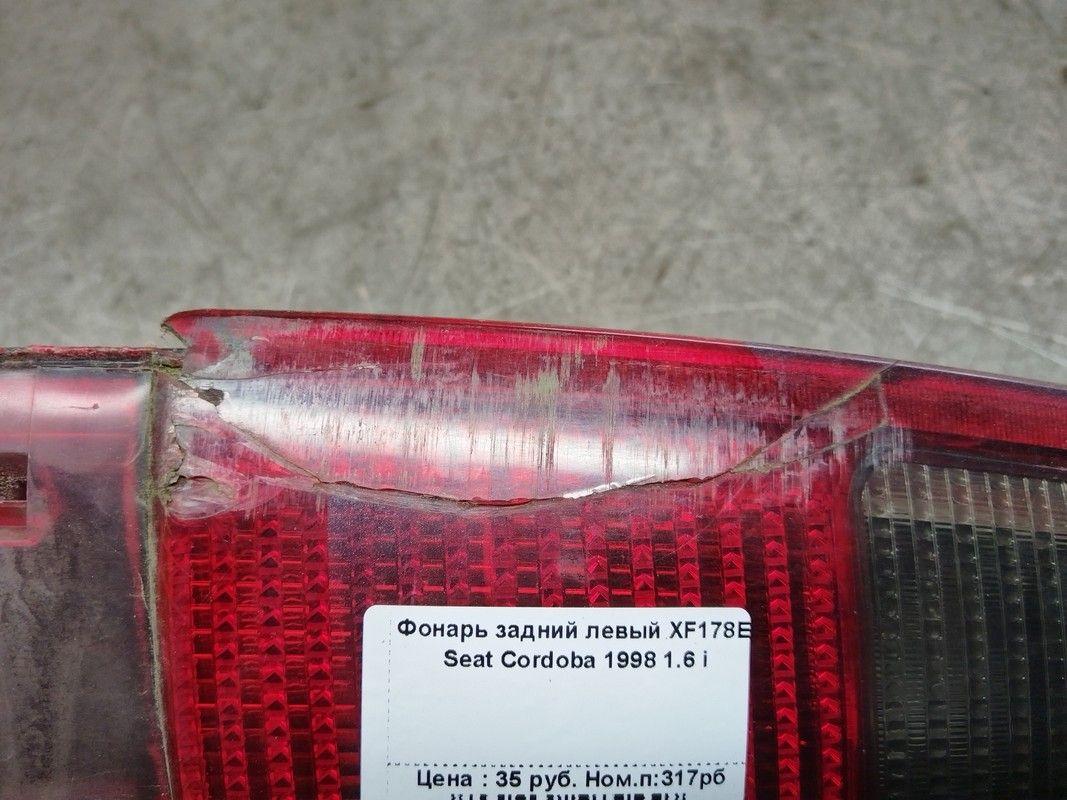 Фонарь задний левый XF178E
Seat Cordoba 1998 1.6 i
Цена : 35 руб. Ном.п:317рб